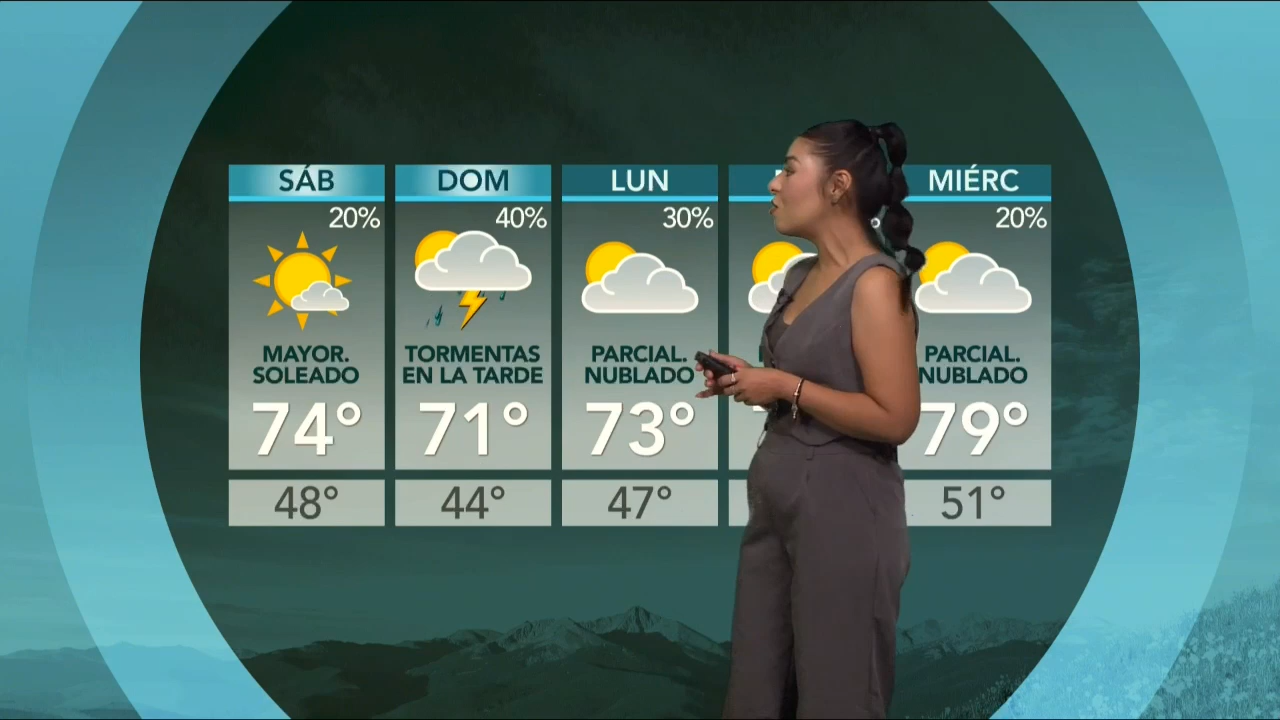 SÁB
20%
MAYOR.
SOLEADO
74°
48°
DOM
40%
TORMENTAS
EN LA TARDE
71°
44°
LUN
30%
PARCIAL.
NUBLADO
73°
47°
MIÉRC
20%
PARCIAL.
NUBLADO
79°
51°